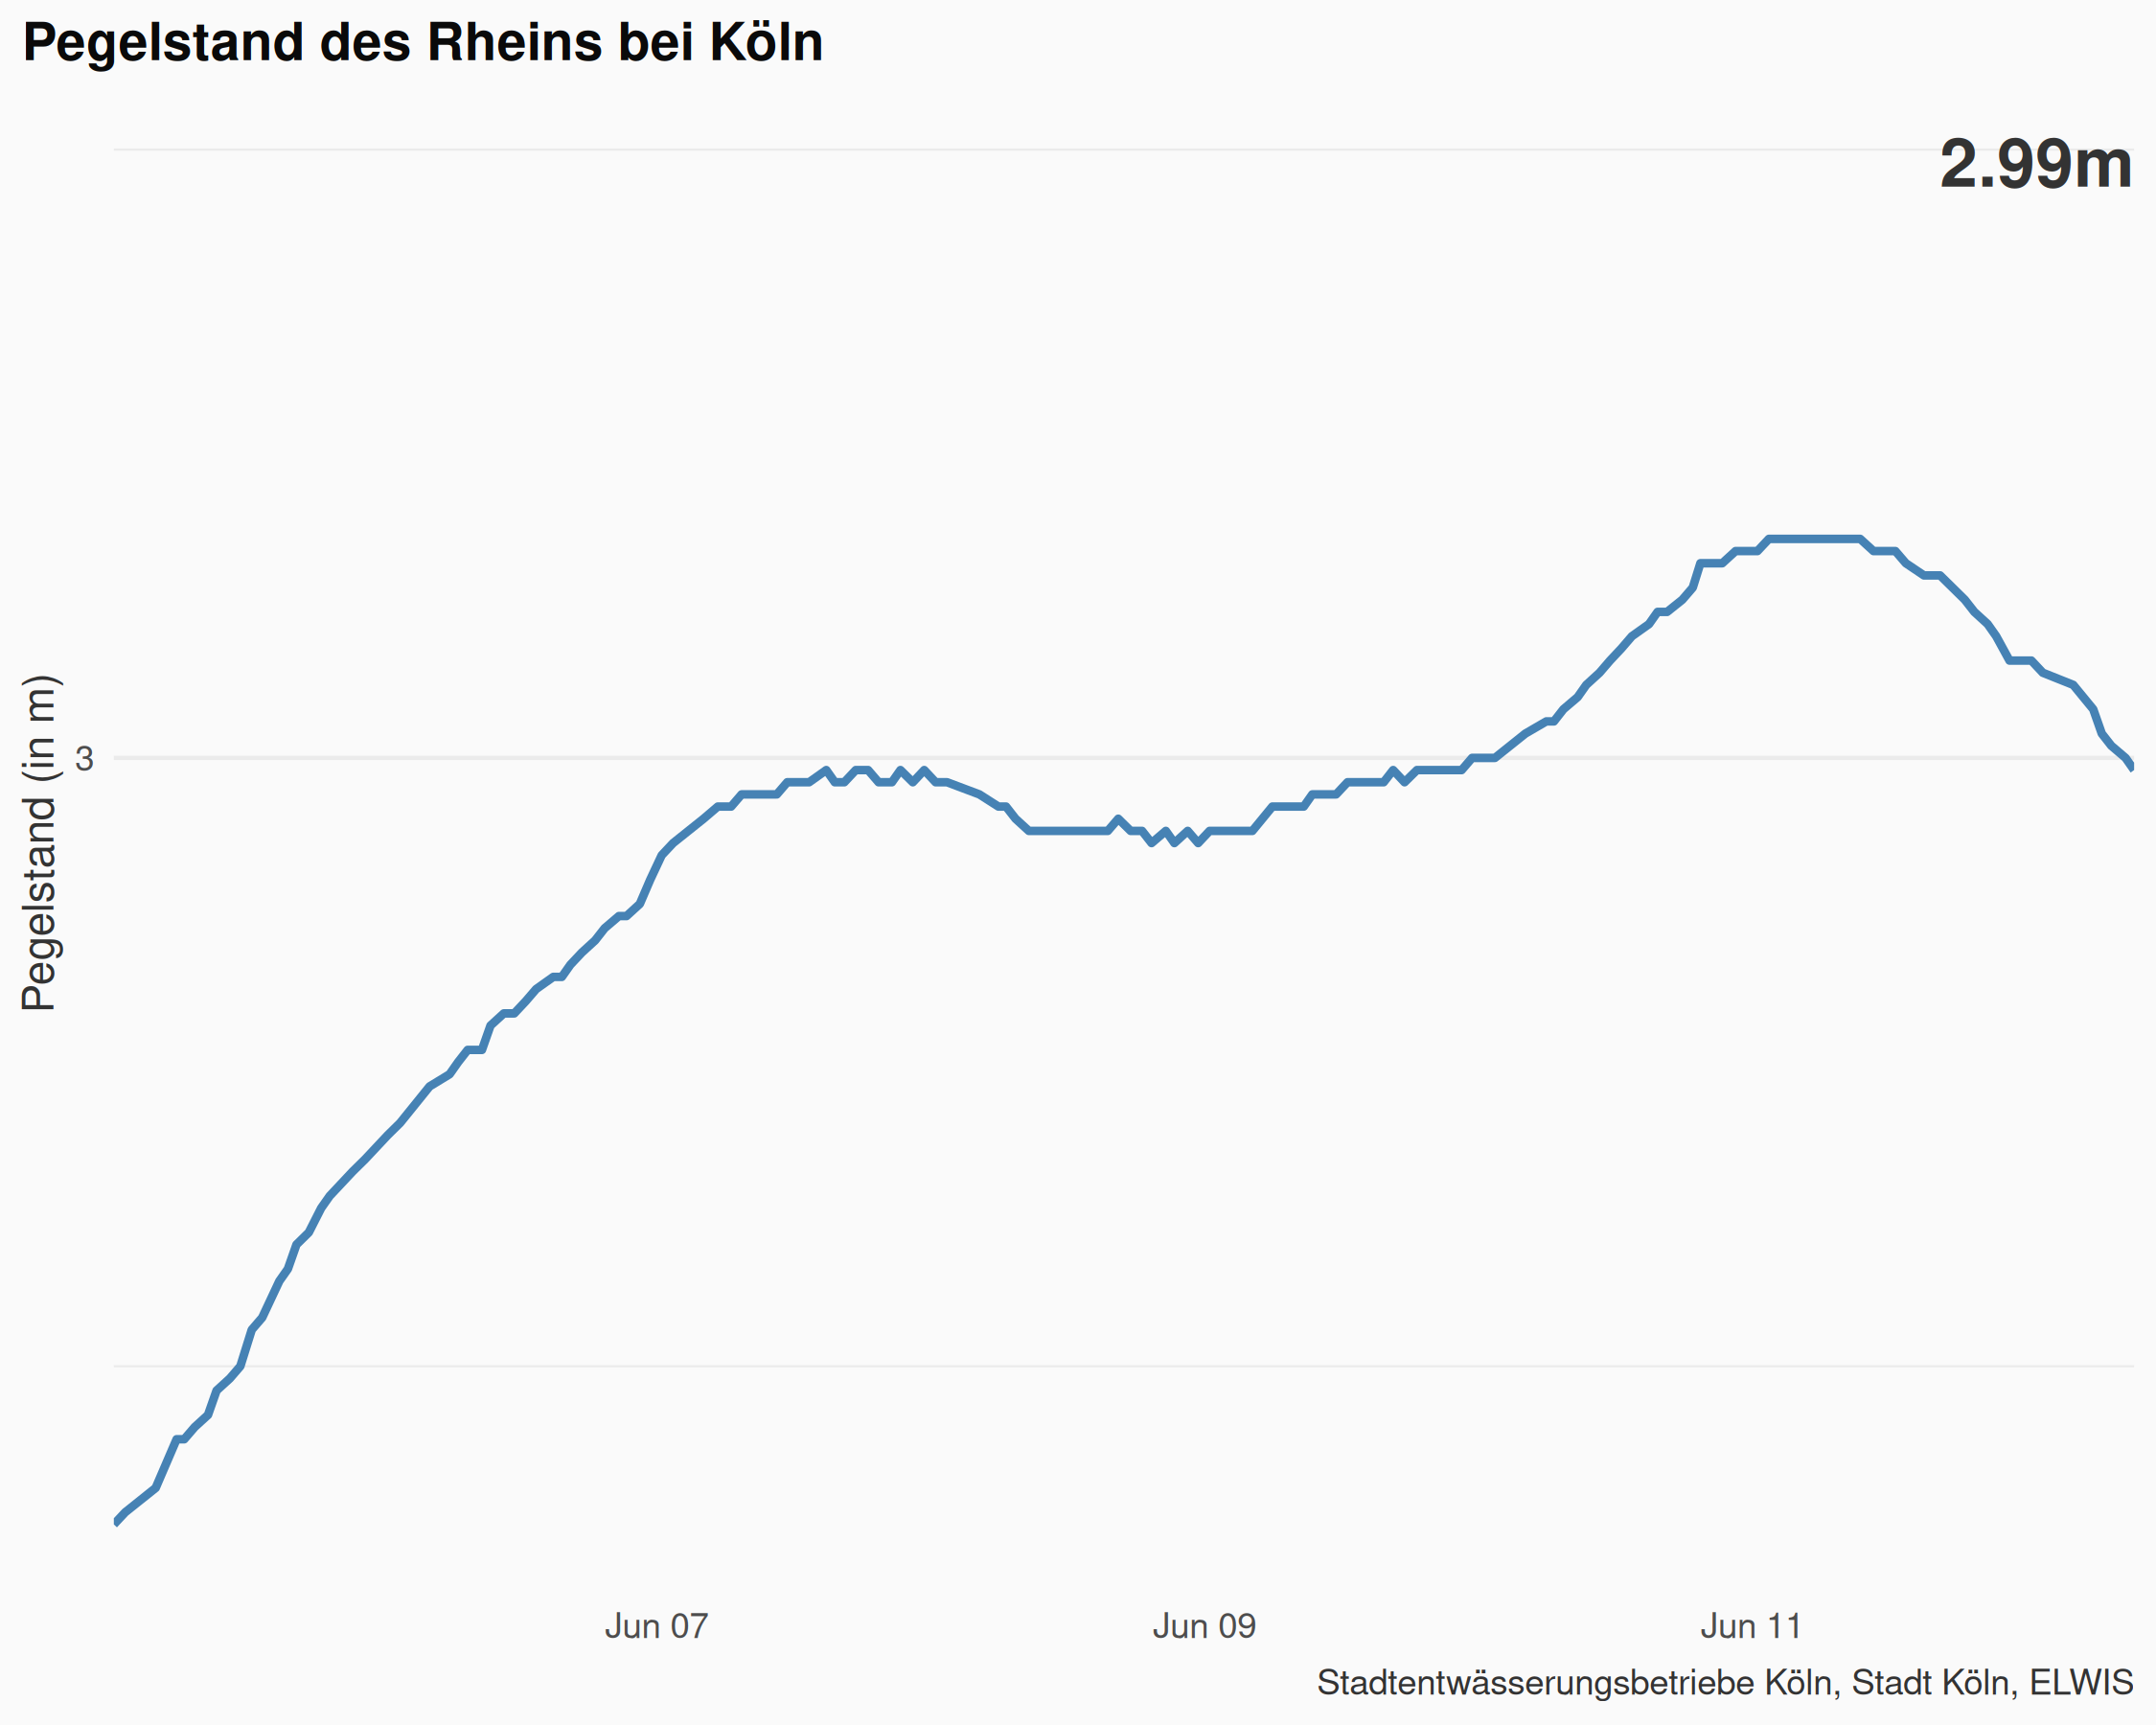 Pegelstand des Rheins bei Köln
2.99m
Pegelstand (in m)
3
Jun 07
Jun 09
Jun 11
Stadtentwässerungsbetriebe Köln, Stadt Köln, ELWIS